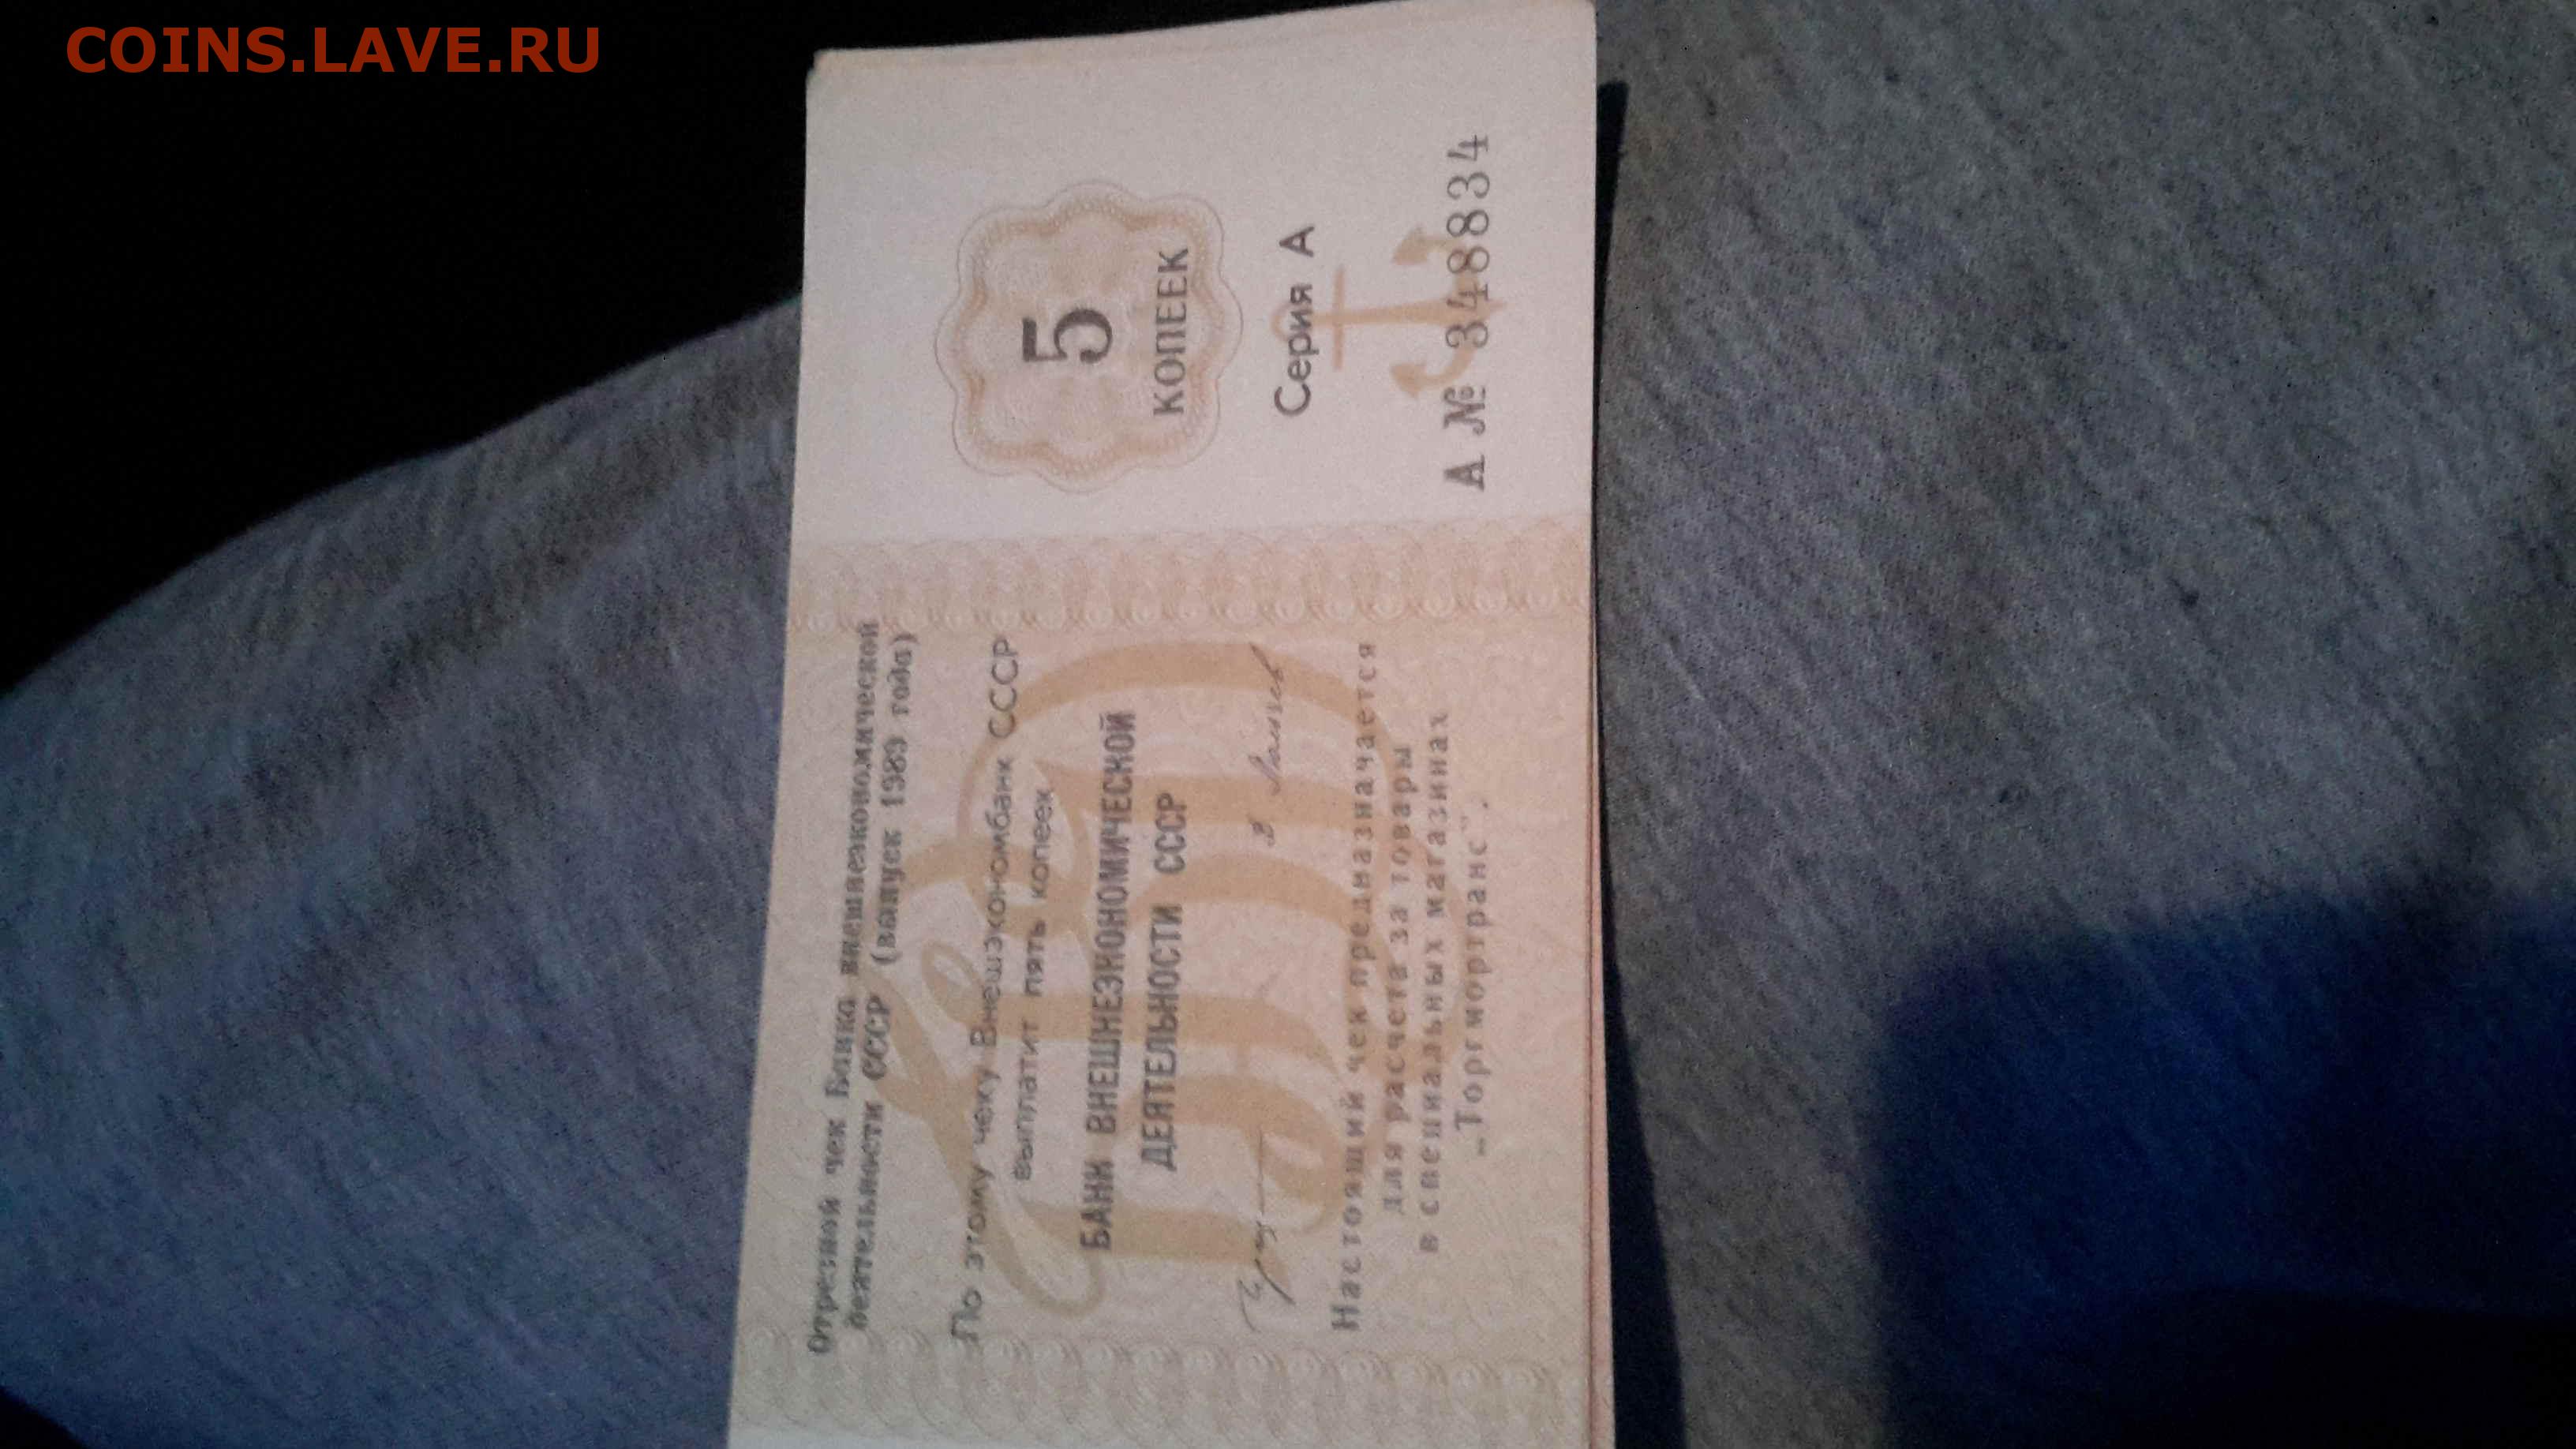 COINS.LAVE.RU
Отрезной чек Банка внешнеэкономической
деятельности СССР (выпуск 1989 года)
По этому чеку Внешэкономбанк СССР
выплатит пять копеек
БАНК ВНЕШНЕЭКОНОМИЧЕСКОЙ
ДЕЯТЕЛЬНОСТИ СССР
Настоящий чек предназначается
для расчета за товары
в специальных магазинах
„Торгмортранс".
5
КОПЕЕК
Серия А
А № 348834